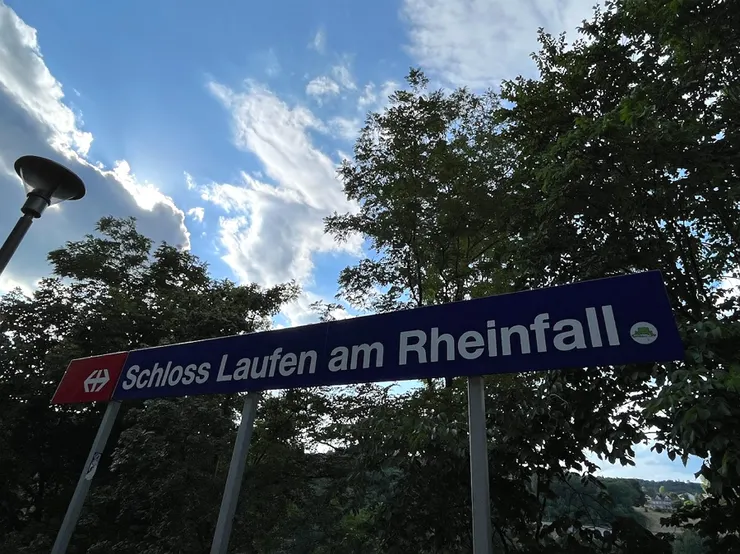 Schloss Laufen am Rheinfall